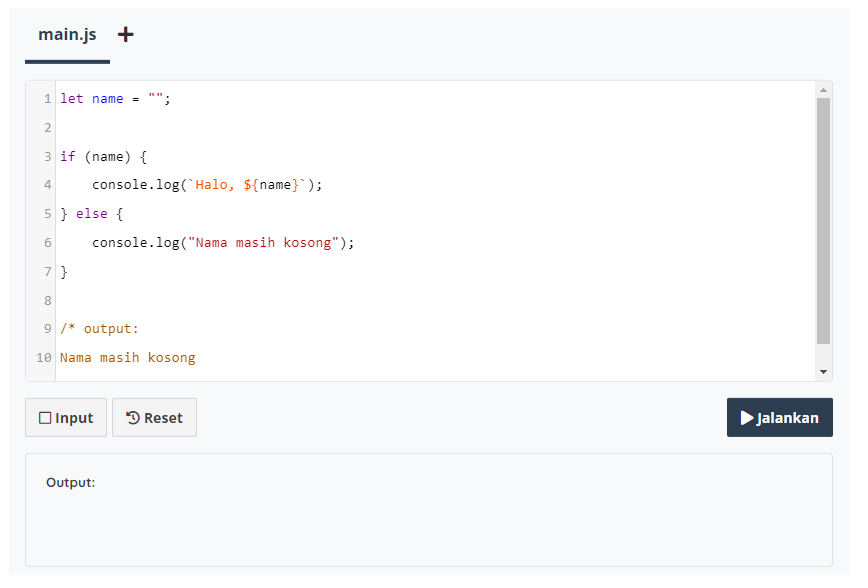 main.js +
1 let name = "";
2
3 if (name) {
4     console.log(`Halo, ${name}`);
5 } else {
6     console.log("Nama masih kosong");
7 }
8
9 /* output:
10 Nama masih kosong
Input Reset Jalankan
Output: